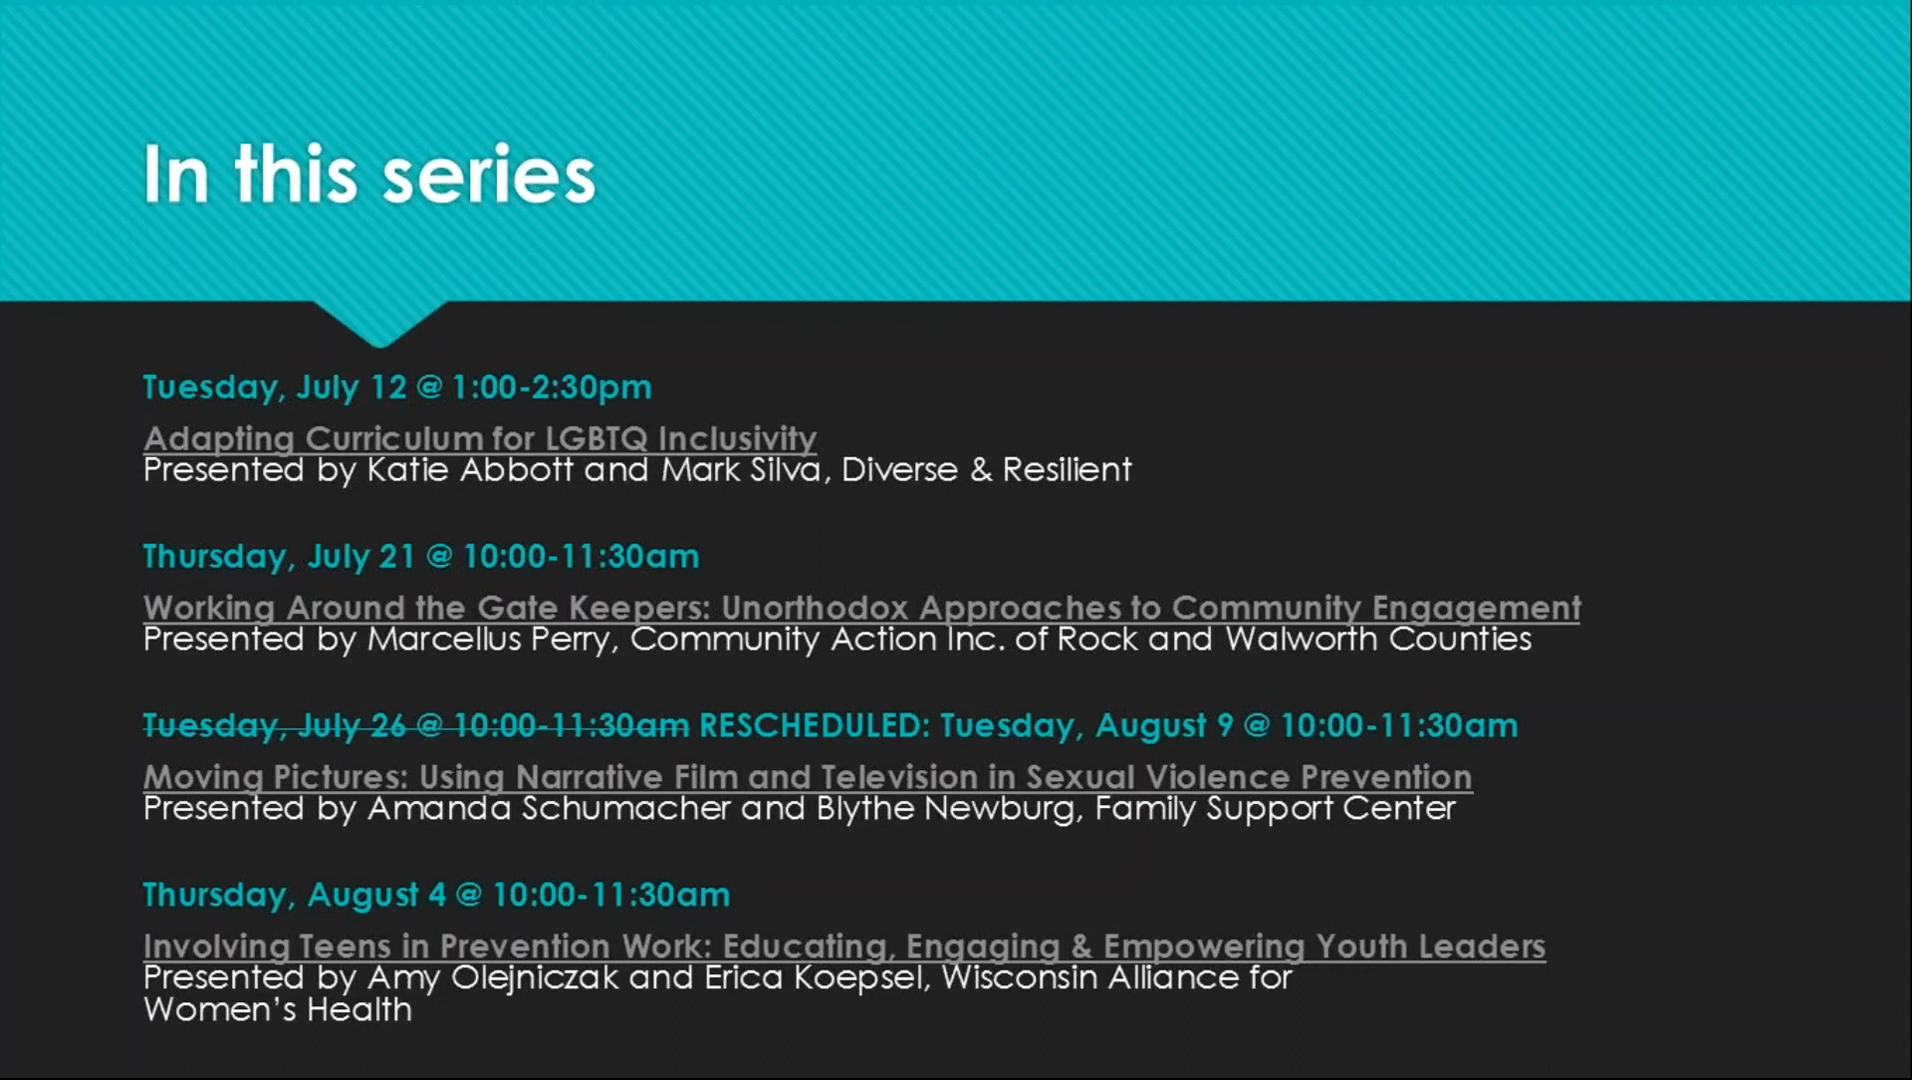 In this series
Tuesday, July 12 @ 1:00-2:30pm
Adapting Curriculum for LGBTQ Inclusivity
Presented by Katie Abbott and Mark Silva, Diverse & Resilient
Thursday, July 21 @ 10:00-11:30am
Working Around the Gate Keepers: Unorthodox Approaches to Community Engagement
Presented by Marcellus Perry, Community Action Inc. of Rock and Walworth Counties
Tuesday, July 26 @ 10:00-11:30am RESCHEDULED: Tuesday, August 9 @ 10:00-11:30am
Moving Pictures: Using Narrative Film and Television in Sexual Violence Prevention
Presented by Amanda Schumacher and Blythe Newburg, Family Support Center
Thursday, August 4 @ 10:00-11:30am
Involving Teens in Prevention Work: Educating, Engaging & Empowering Youth Leaders
Presented by Amy Olejniczak and Erica Koepsel, Wisconsin Alliance for
Women’s Health